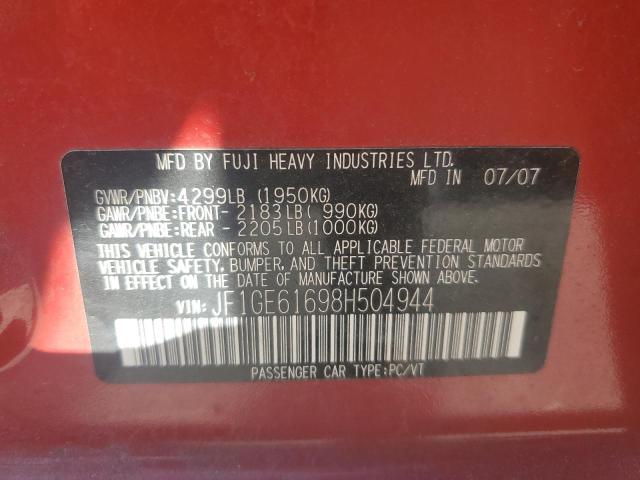 MFD BY FUJI HEAVY INDUSTRIES LTD.
MFD IN 07/07
GVWR/PNBV:4299LB (1950KG)
GAWR/PNBE:FRONT- 2183LB( 990KG)
GAWR/PNBE:REAR - 2205LB(1000KG)
THIS VEHICLE CONFORMS TO ALL APPLICABLE FEDERAL MOTOR
VEHICLE SAFETY, BUMPER, AND THEFT PREVENTION STANDARDS
IN EFFECT ON THE DATE OF MANUFACTURE SHOWN ABOVE.
VIN: JF1GE61698H504944
PASSENGER CAR TYPE:PC/VT